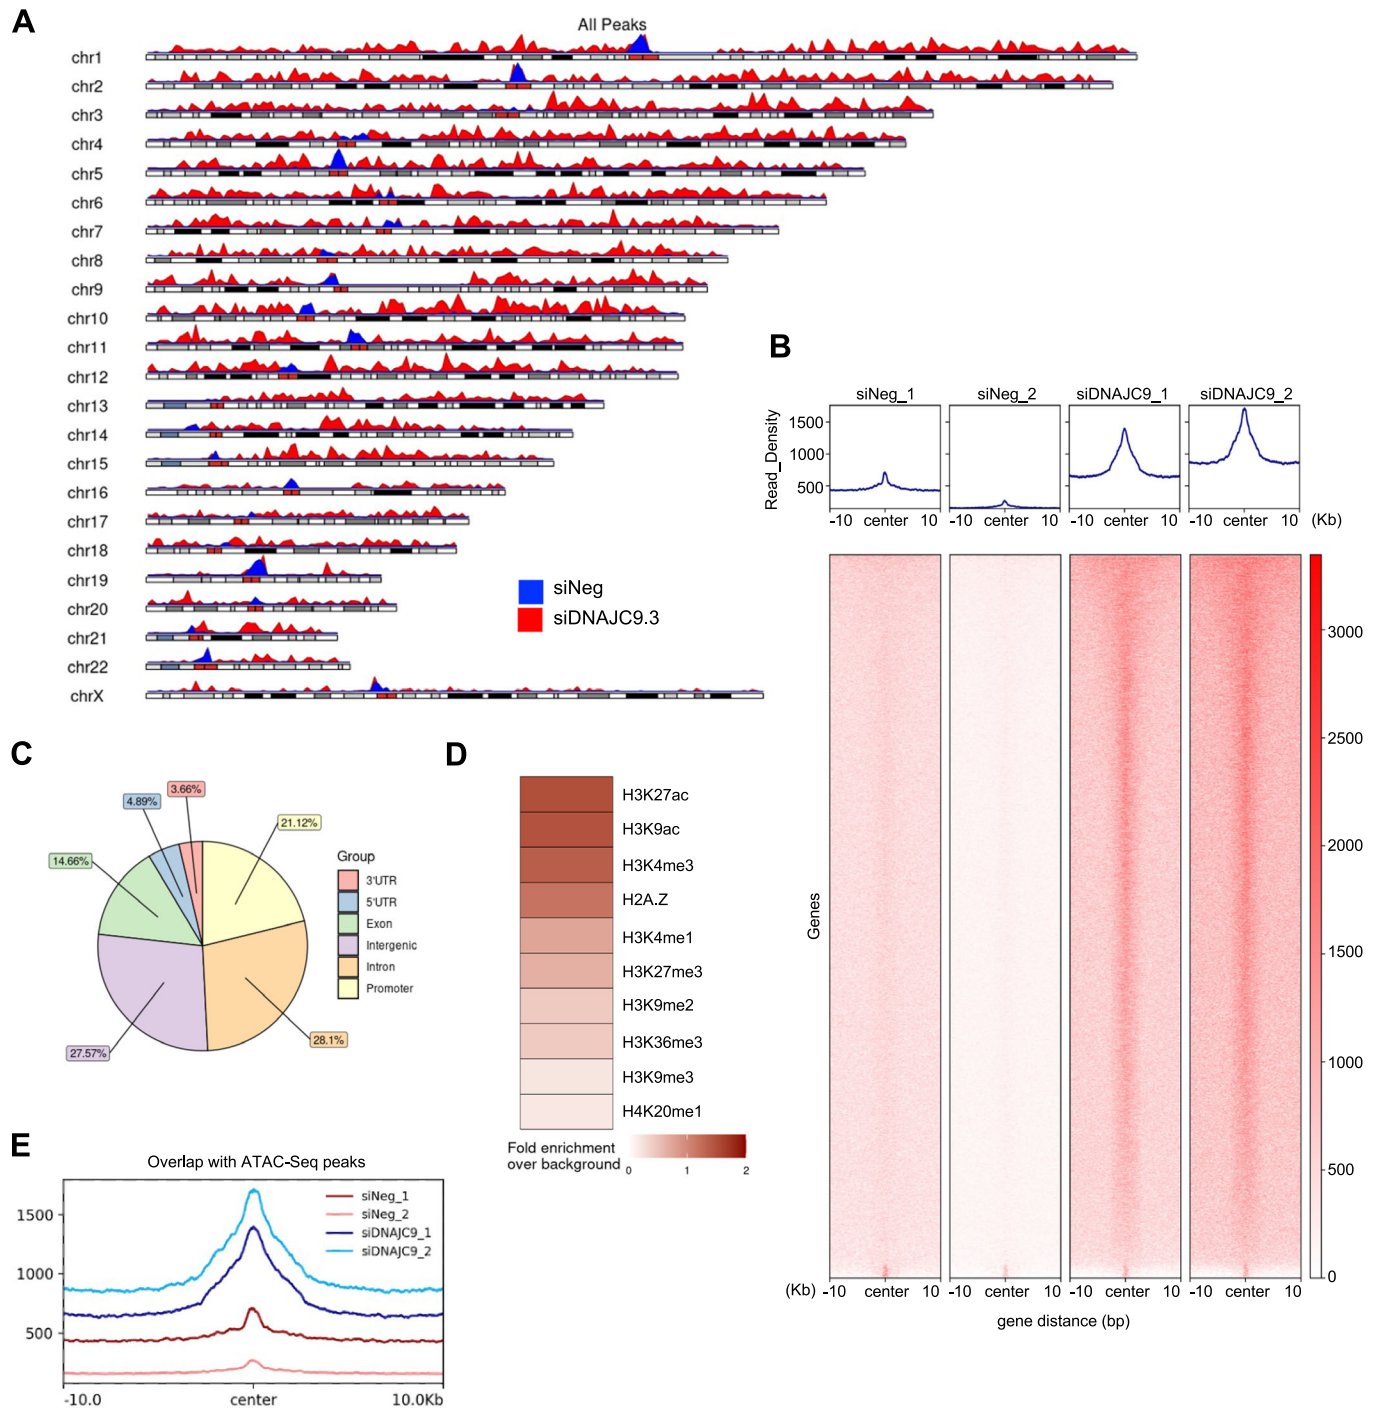 A
All Peaks
chr1
chr2
chr3
chr4
chr5
chr6
chr7
chr8
chr9
chr10
chr11
chr12
chr13
chr14
chr15
chr16
chr17
chr18
chr19
chr20
chr21
chr22
chrX
siNeg
siDNAJC9.3
B
siNeg_1 siNeg_2 siDNAJC9_1 siDNAJC9_2
Read_Density
1500
1000
500
-10 center 10 -10 center 10 -10 center 10 -10 center 10 (Kb)
Genes
3000
2500
2000
1500
1000
500
0
(Kb) -10 center 10 -10 center 10 -10 center 10 -10 center 10
gene distance (bp)
C
3.66%
4.89%
21.12%
14.66%
28.1%
27.57%
Group
3'UTR
5'UTR
Exon
Intergenic
Intron
Promoter
D
H3K27ac
H3K9ac
H3K4me3
H2A.Z
H3K4me1
H3K27me3
H3K9me2
H3K36me3
H3K9me3
H4K20me1
Fold enrichment
over background
0 1 2
E
Overlap with ATAC-Seq peaks
siNeg_1
siNeg_2
siDNAJC9_1
siDNAJC9_2
1500
1000
500
-10.0 center 10.0Kb